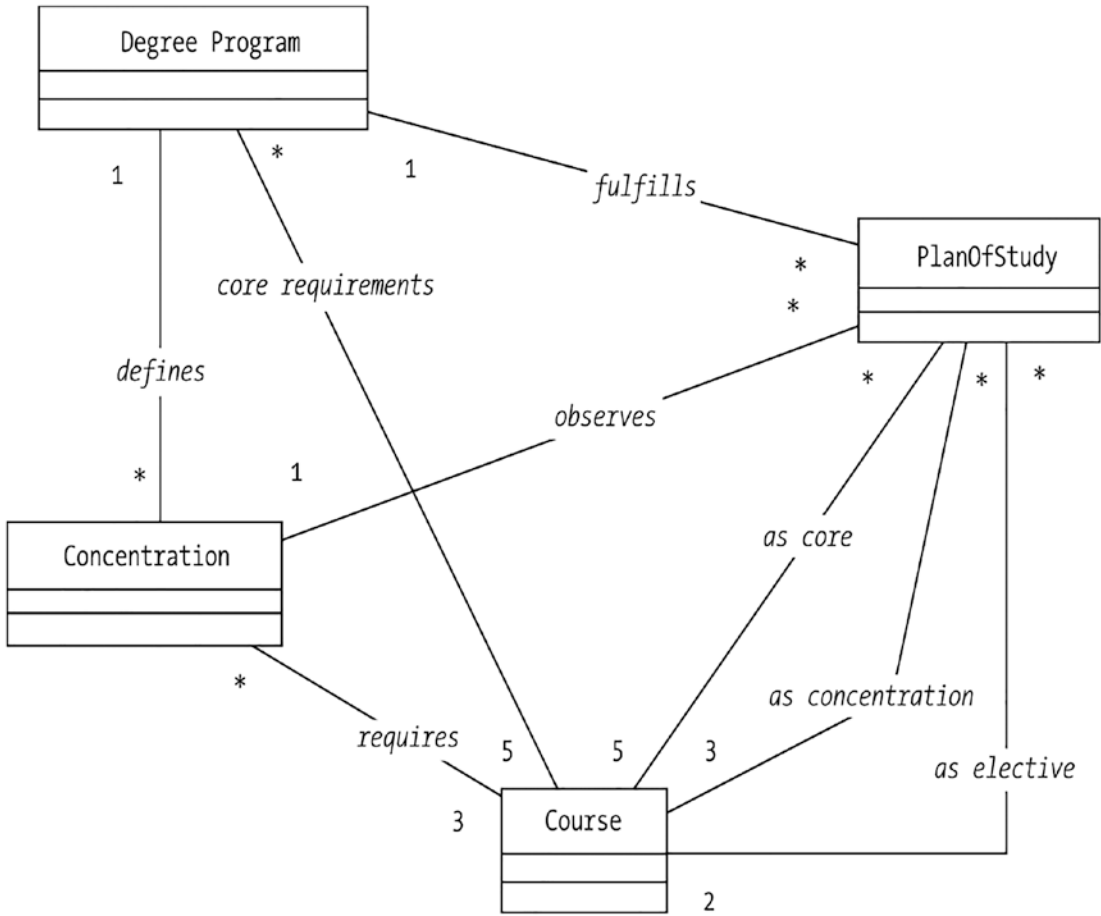 Degree Program
1
*
1
fulfills
PlanOfStudy
*
*
core requirements
defines
*
*
*
observes
*
1
Concentration
as core
*
requires
as concentration
5
5
3
as elective
3
Course
2